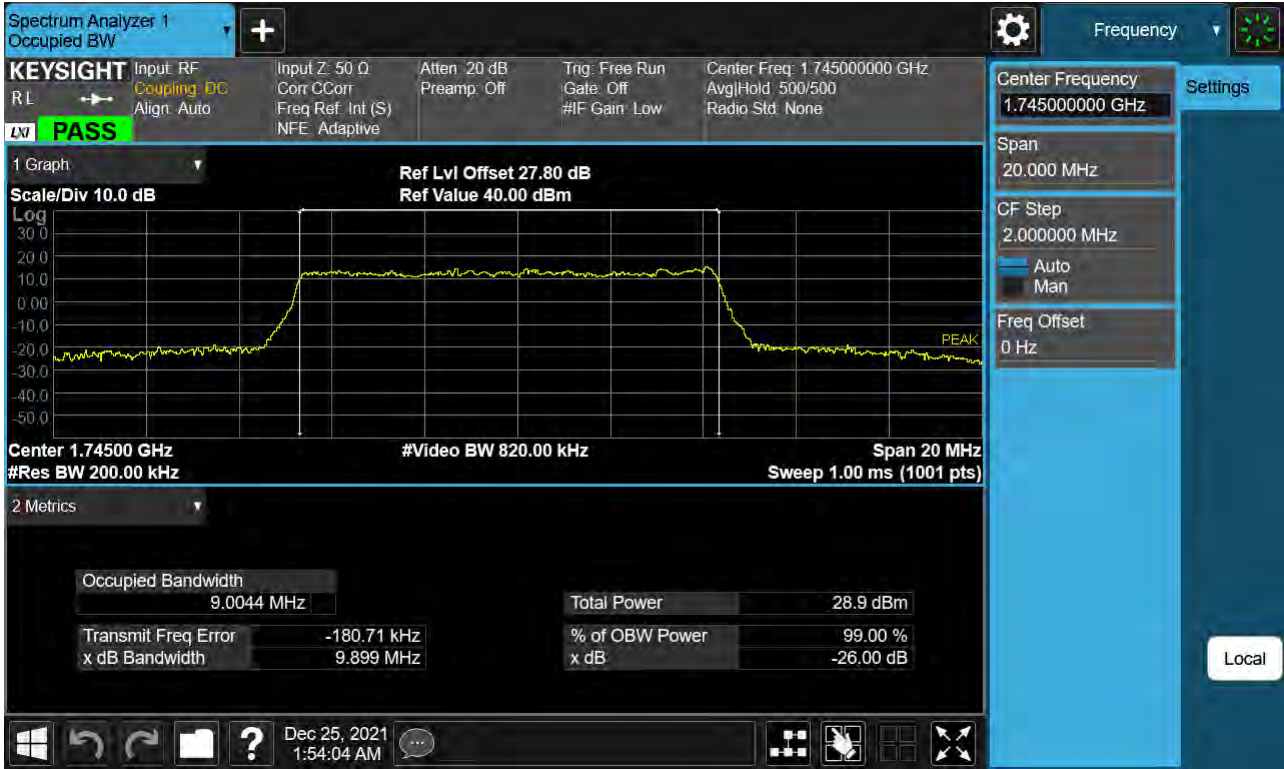 Spectrum Analyzer 1
Occupied BW
Frequency
KEYSIGHT
R L
LXI
PASS
Input: RF
Coupling: DC
Align: Auto
Input Z: 50 Ω
Corr CCorr
Freq Ref: Int (S)
NFE: Adaptive
Atten: 20 dB
Preamp: Off
Trig: Free Run
Gate: Off
#IF Gain: Low
Center Freq: 1.745000000 GHz
Avg|Hold: 500/500
Radio Std: None
Center Frequency
1.745000000 GHz
Settings
Span
20.000 MHz
CF Step
2.000000 MHz
Auto
Man
Freq Offset
0 Hz
1 Graph
Scale/Div 10.0 dB
Ref Lvl Offset 27.80 dB
Ref Value 40.00 dBm
Log
30.0
20.0
10.0
0.00
-10.0
-20.0
-30.0
-40.0
-50.0
PEAK
Center 1.74500 GHz
#Video BW 820.00 kHz
Span 20 MHz
#Res BW 200.00 kHz
Sweep 1.00 ms (1001 pts)
2 Metrics
Occupied Bandwidth
9.0044 MHz
Total Power 28.9 dBm
Transmit Freq Error -180.71 kHz
% of OBW Power 99.00 %
x dB Bandwidth 9.899 MHz
x dB -26.00 dB
Local
?
Dec 25, 2021
1:54:04 AM